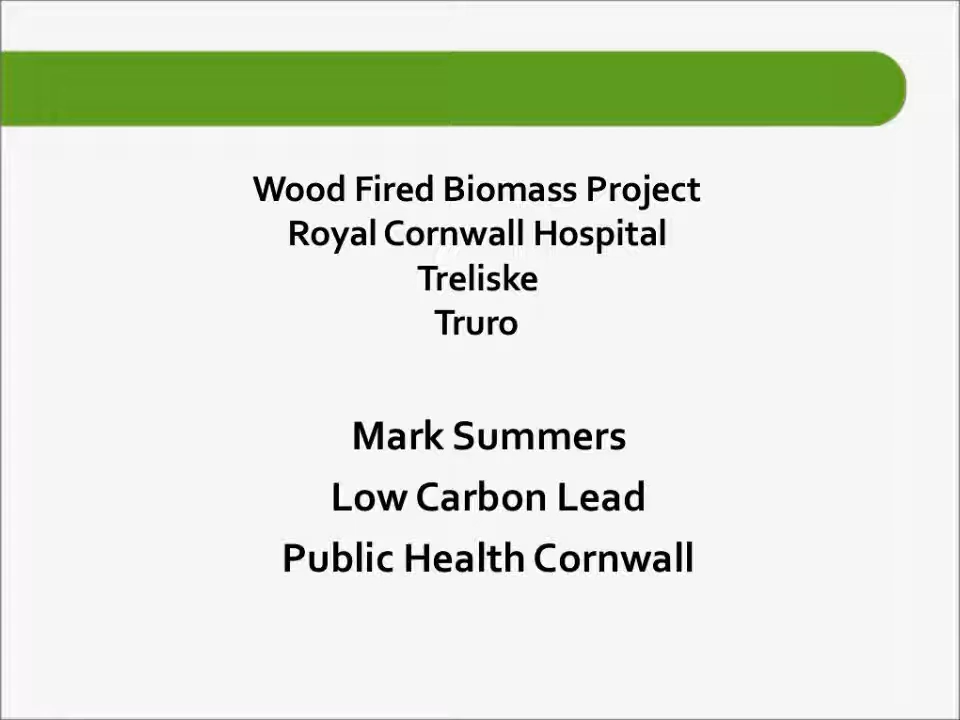 Wood Fired Biomass Project
Royal Cornwall Hospital
Treliske
Truro
Mark Summers
Low Carbon Lead
Public Health Cornwall